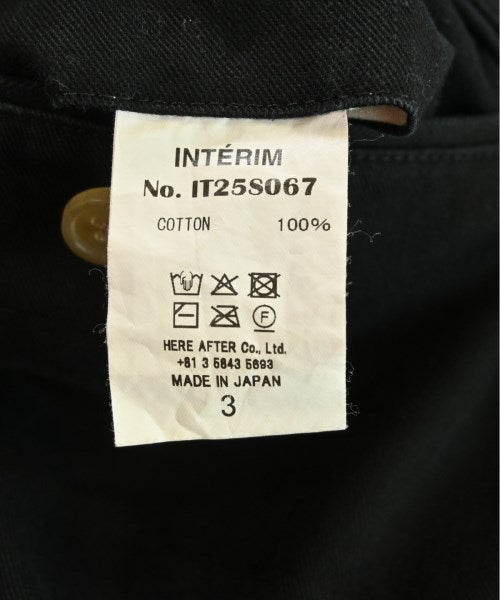 INTÉRIM
No. IT25S067
COTTON 100%
F
HERE AFTER Co., Ltd.
+81 3 5843 5693
MADE IN JAPAN
3